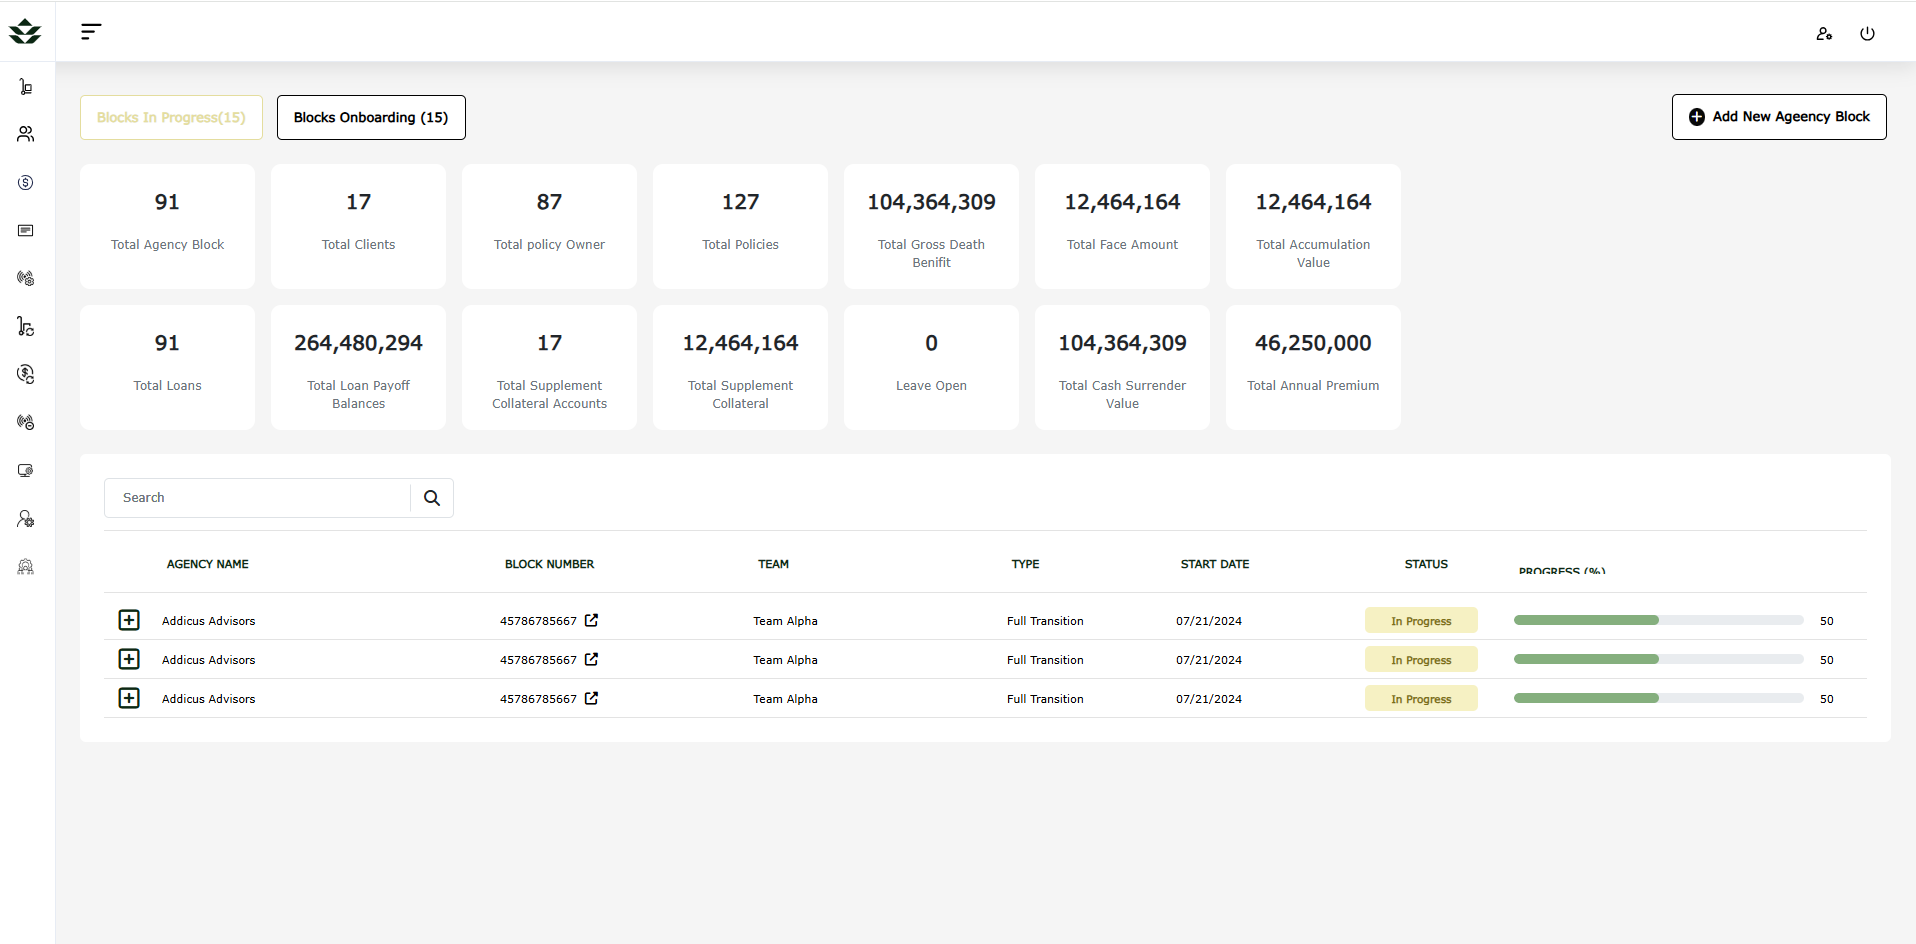 Blocks In Progress(15)
Blocks Onboarding (15)
Add New Ageency Block
91
Total Agency Block
17
Total Clients
87
Total policy Owner
127
Total Policies
104,364,309
Total Gross Death
Benifit
12,464,164
Total Face Amount
12,464,164
Total Accumulation
Value
91
Total Loans
264,480,294
Total Loan Payoff
Balances
17
Total Supplement
Collateral Accounts
12,464,164
Total Supplement
Collateral
0
Leave Open
104,364,309
Total Cash Surrender
Value
46,250,000
Total Annual Premium
Search
AGENCY NAME BLOCK NUMBER TEAM TYPE START DATE STATUS PROGRESS (%)
Addicus Advisors 45786785667 Team Alpha Full Transition 07/21/2024 In Progress 50
Addicus Advisors 45786785667 Team Alpha Full Transition 07/21/2024 In Progress 50
Addicus Advisors 45786785667 Team Alpha Full Transition 07/21/2024 In Progress 50